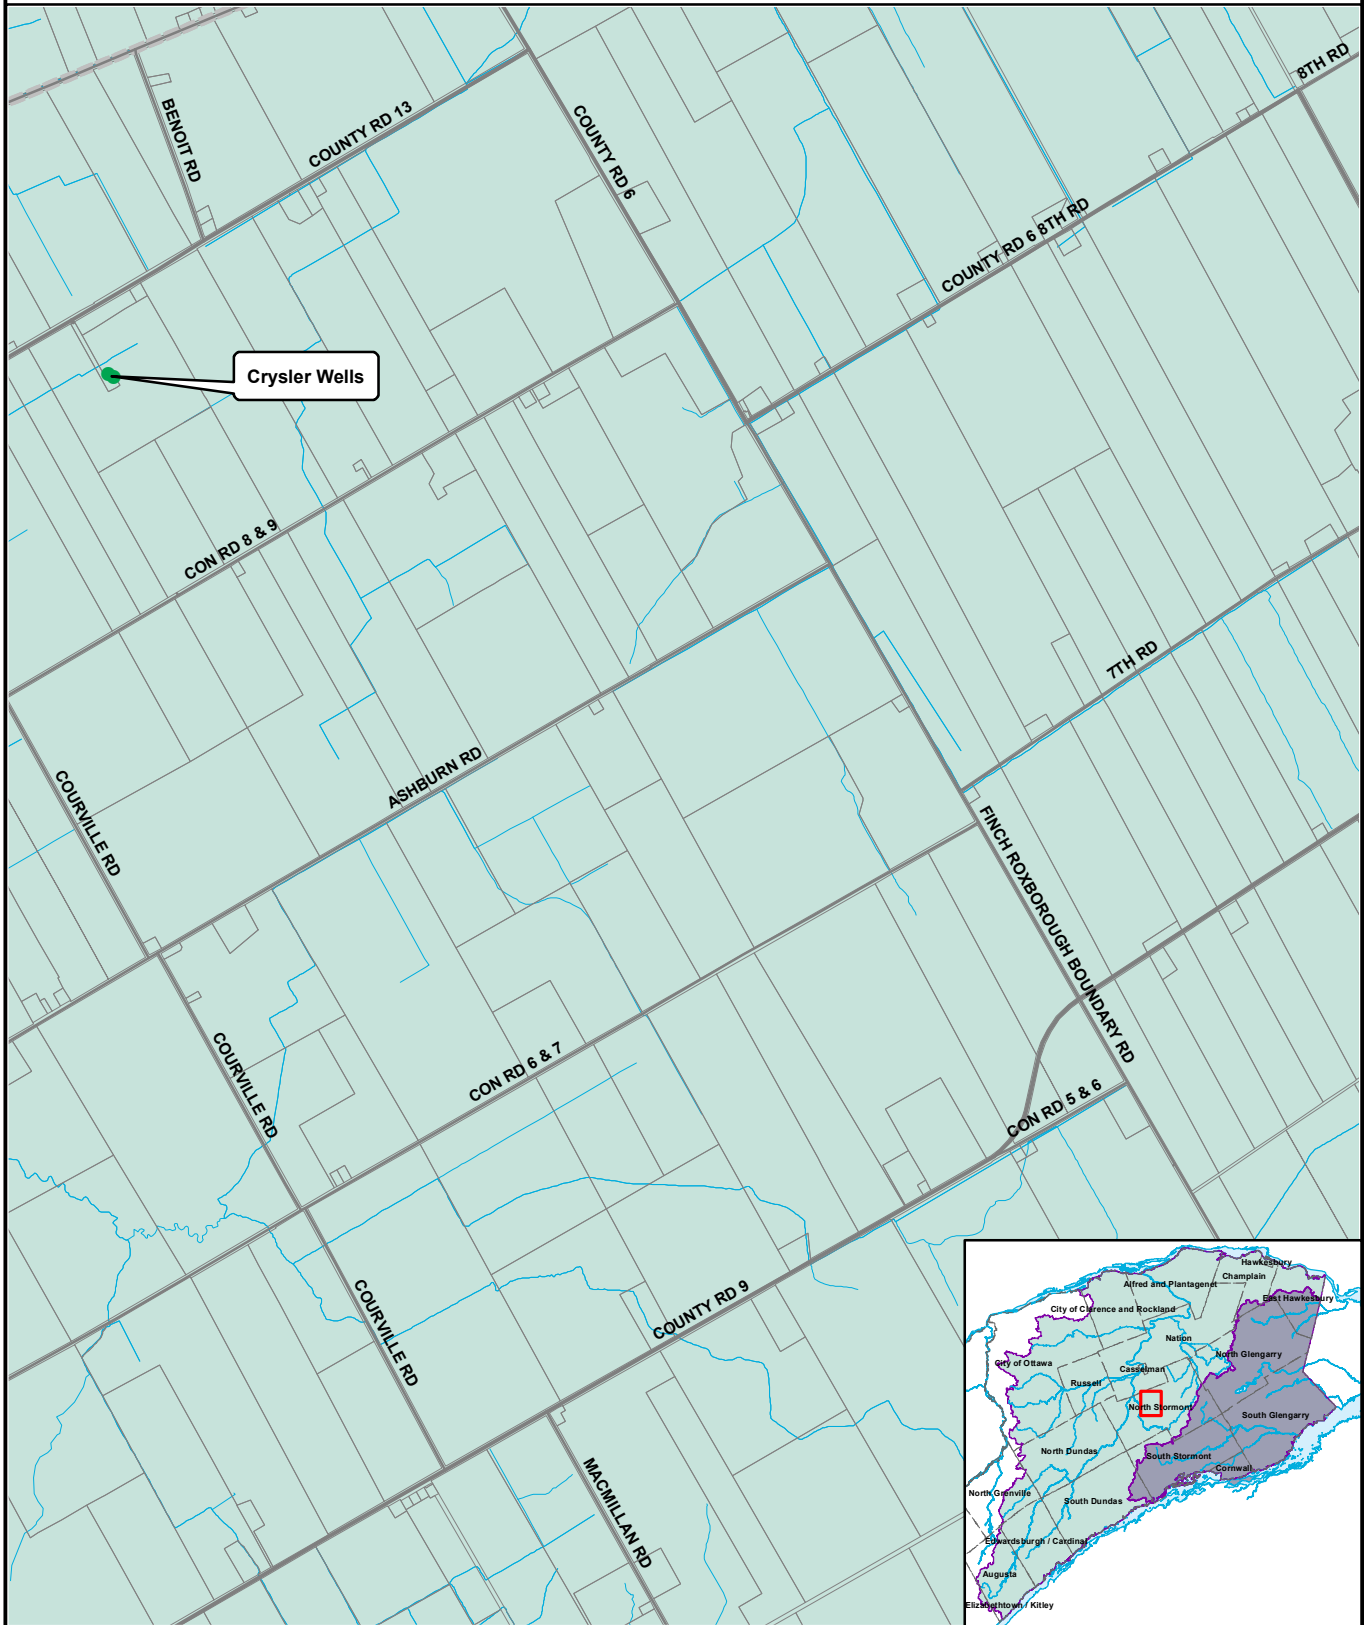 8TH RD
BENOIT RD
COUNTY RD 13
COUNTY RD 6
COUNTY RD 6 8TH RD
Crysler Wells
CON RD 8 & 9
7TH RD
ASHBURN RD
COURVILLE RD
FINCH ROXBOROUGH BOUNDARY RD
COURVILLE RD
CON RD 6 & 7
CON RD 5 & 6
COURVILLE RD
COUNTY RD 9
MACMILLAN RD
Hawkesbury
Champlain
Alfred and Plantagenet
East Hawkesbury
City of Clarence and Rockland
Nation
North Glengarry
City of Ottawa
Casselman
Russell
North Stormont
South Glengarry
North Dundas
South Stormont
Cornwall
North Grenville
South Dundas
Edwardsburgh / Cardinal
Augusta
Elizabethtown / Kitley